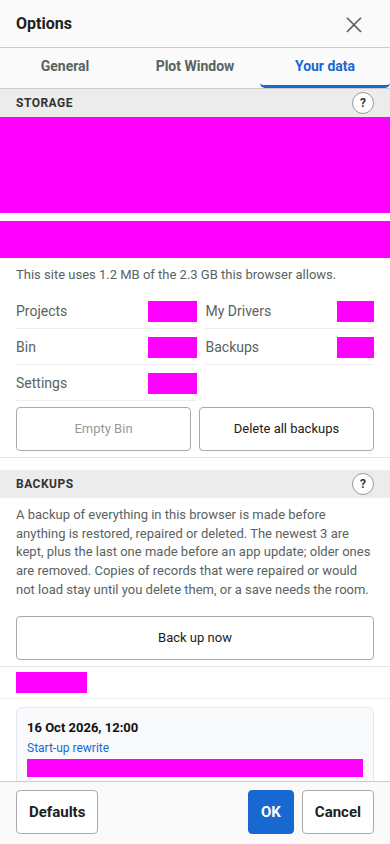 Options
General
Plot Window
Your data
STORAGE
?
This site uses 1.2 MB of the 2.3 GB this browser allows.
Projects
My Drivers
Bin
Backups
Settings
Empty Bin
Delete all backups
BACKUPS
?
A backup of everything in this browser is made before
anything is restored, repaired or deleted. The newest 3 are
kept, plus the last one made before an app update; older ones
are removed. Copies of records that were repaired or would
not load stay until you delete them, or a save needs the room.
Back up now
16 Oct 2026, 12:00
Start-up rewrite
Defaults
OK
Cancel